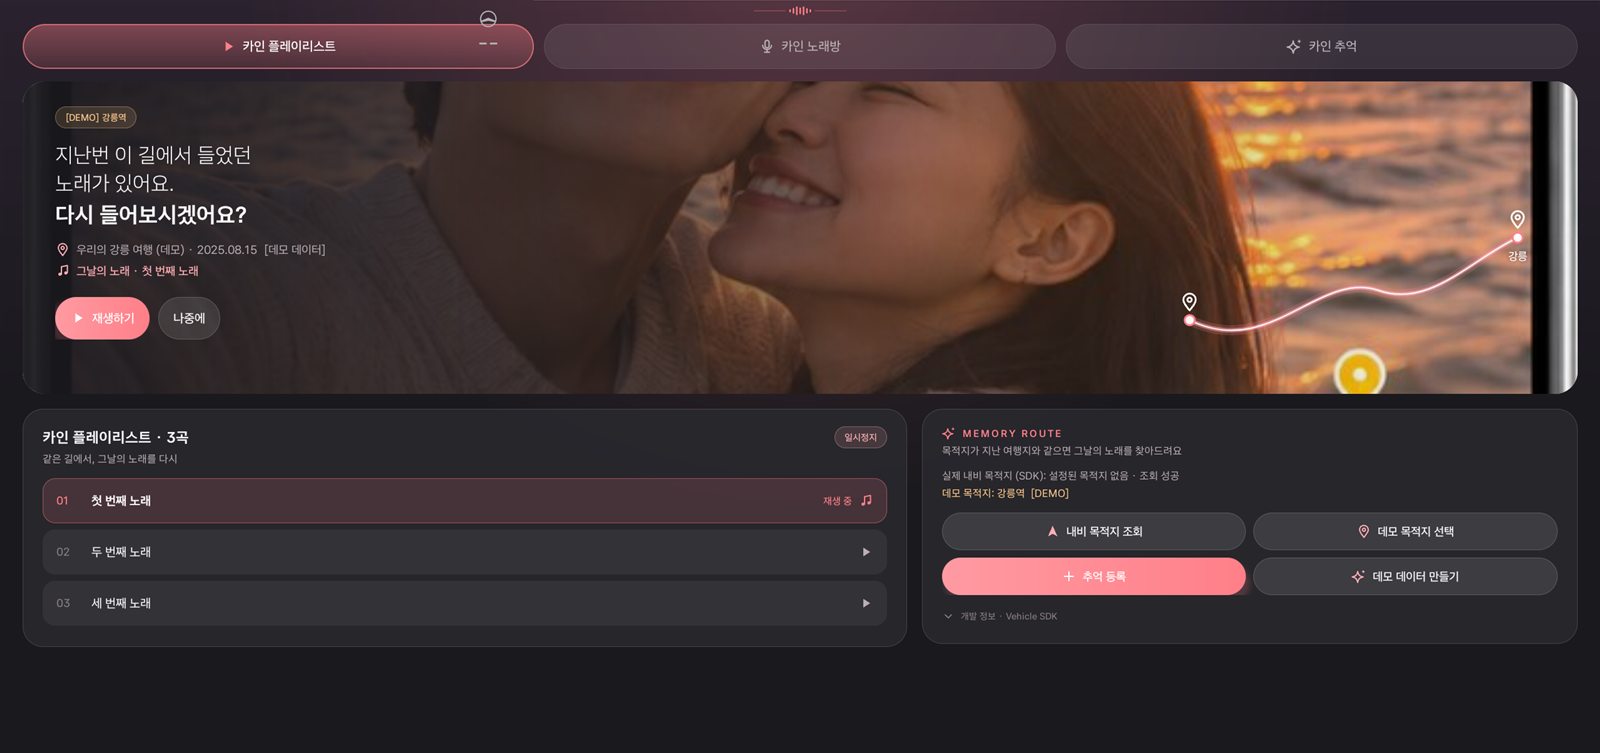 카인 플레이리스트
--
카인 노래방
카인 추억
[DEMO] 강릉역
지난번 이 길에서 들었던
노래가 있어요.
다시 들어보시겠어요?
우리의 강릉 여행 (데모) · 2025.08.15 [데모 데이터]
그날의 노래 · 첫 번째 노래
재생하기
나중에
강릉
카인 플레이리스트 · 3곡
일시정지
같은 길에서, 그날의 노래를 다시
01 첫 번째 노래 재생 중
02 두 번째 노래
03 세 번째 노래
MEMORY ROUTE
목적지가 지난 여행지와 같으면 그날의 노래를 찾아드려요
실제 내비 목적지 (SDK): 설정된 목적지 없음 · 조회 성공
데모 목적지: 강릉역 [DEMO]
내비 목적지 조회
데모 목적지 선택
추억 등록
데모 데이터 만들기
개발 정보 · Vehicle SDK